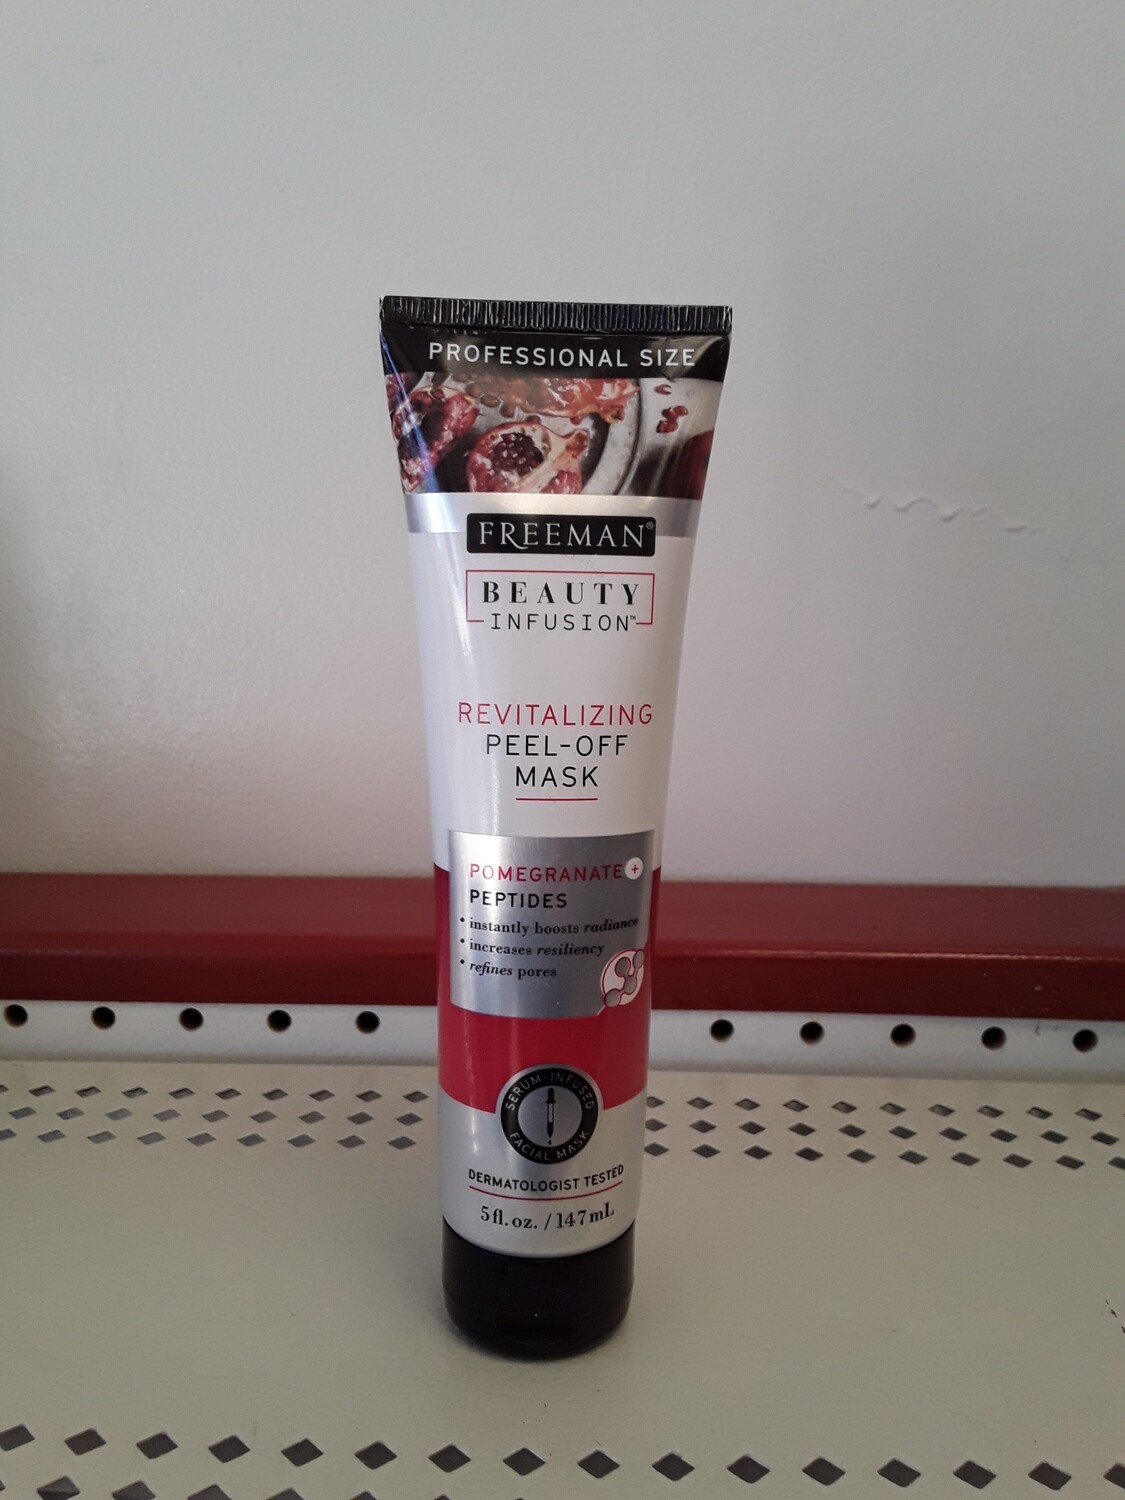 PROFESSIONAL SIZE
FREEMAN®
BEAUTY
INFUSION™
REVITALIZING
PEEL-OFF
MASK
POMEGRANATE +
PEPTIDES
• instantly boosts radiance
• increases resiliency
• refines pores
SERUM-INFUSED
FACIAL MASK
DERMATOLOGIST TESTED
5 fl. oz. / 147 mL